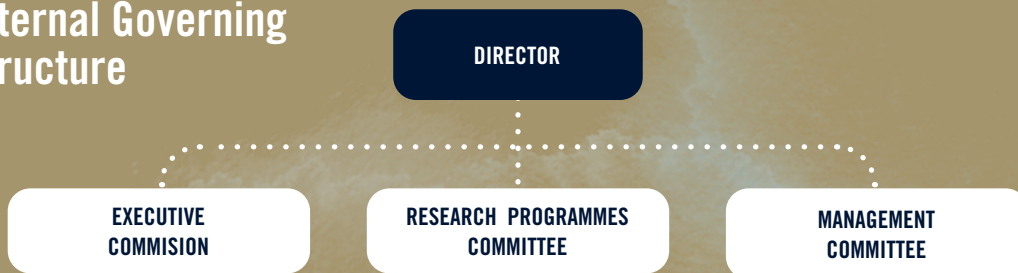 ternal Governing
ructure
DIRECTOR
EXECUTIVE
COMMISION
RESEARCH PROGRAMMES
COMMITTEE
MANAGEMENT
COMMITTEE